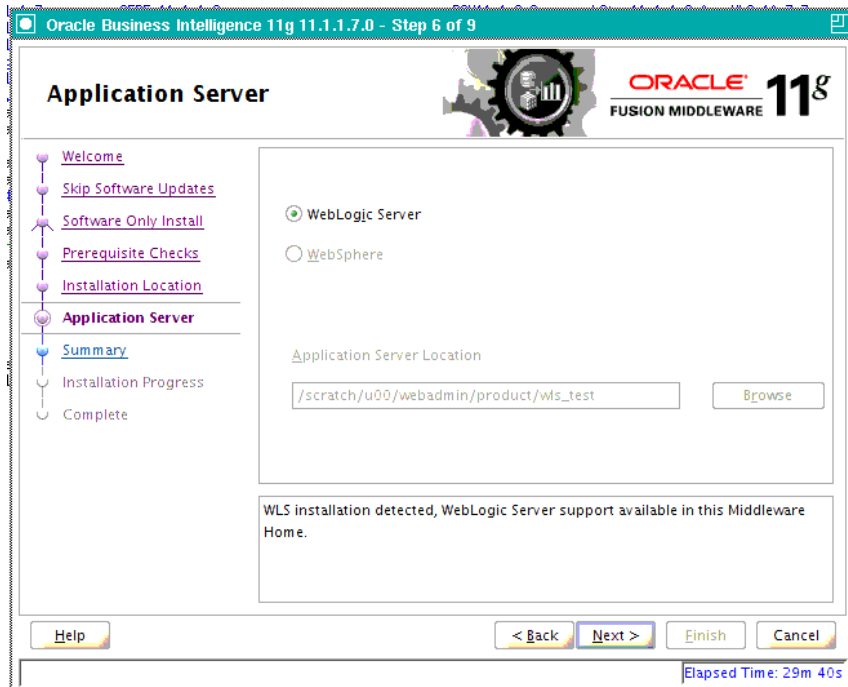 Oracle Business Intelligence 11g 11.1.1.7.0 - Step 6 of 9
Application Server
ORACLE
FUSION MIDDLEWARE
11g
Welcome
Skip Software Updates
Software Only Install
Prerequisite Checks
Installation Location
Application Server
Summary
Installation Progress
Complete
WebLogic Server
WebSphere
Application Server Location
/scratch/u00/webadmin/product/wls_test
Browse
WLS installation detected, WebLogic Server support available in this Middleware
Home.
Help
< Back
Next >
Finish
Cancel
Elapsed Time: 29m 40s